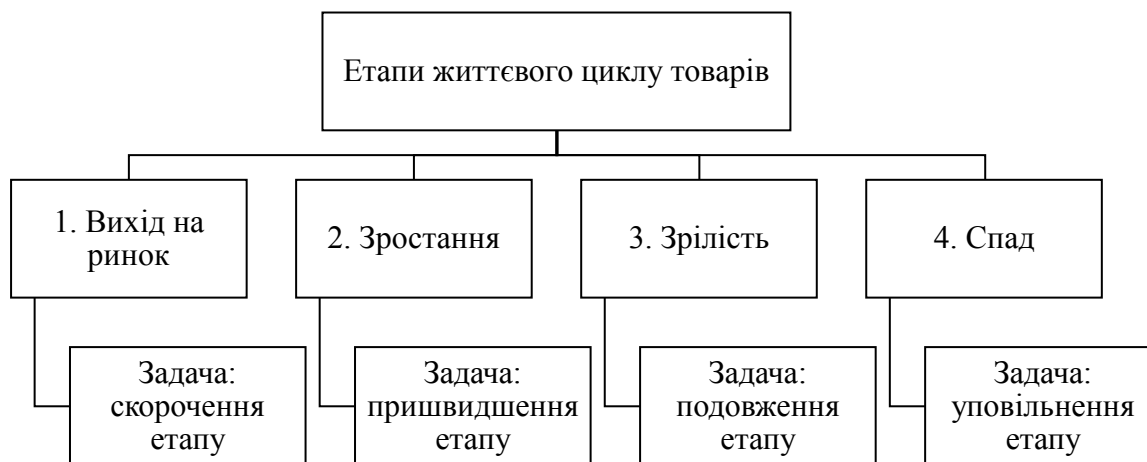 Етапи життєвого циклу товарів
1. Вихід на
ринок
2. Зростання
3. Зрілість
4. Спад
Задача:
скорочення
етапу
Задача:
пришвидшення
етапу
Задача:
подовження
етапу
Задача:
уповільнення
етапу